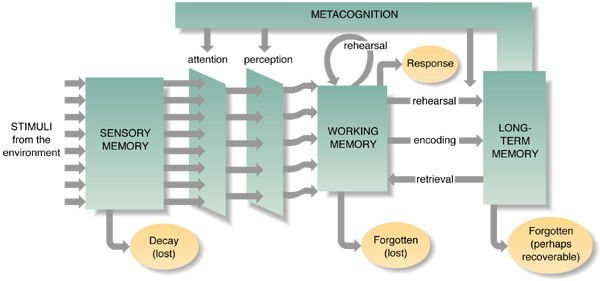 METACOGNITION
attention
perception
rehearsal
Response
STIMULI
from the
environment
SENSORY
MEMORY
WORKING
MEMORY
rehearsal
encoding
retrieval
LONG-
TERM
MEMORY
Decay
(lost)
Forgotten
(lost)
Forgotten
(perhaps
recoverable)